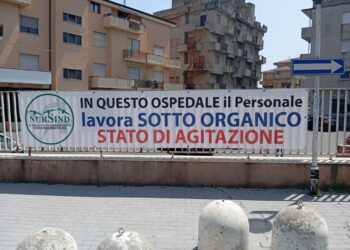 NURSIND
IN QUESTO OSPEDALE il Personale
lavora SOTTO ORGANICO
STATO DI AGITAZIONE